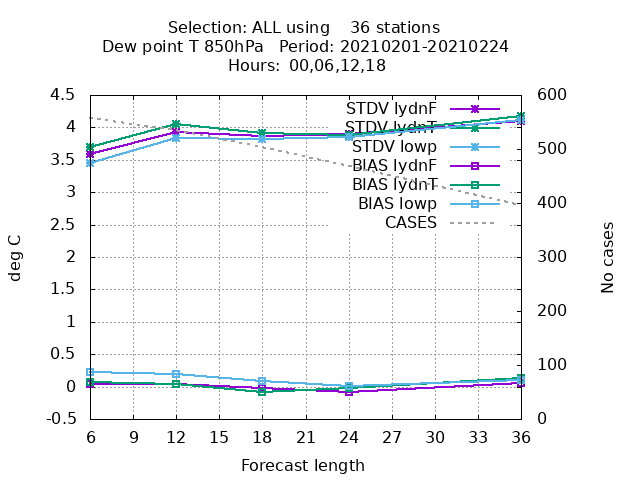 Selection: ALL using    36 stations
Dew point T 850hPa   Period: 20210201-20210224
Hours:  00,06,12,18
4.5
4
3.5
3
2.5
2
1.5
1
0.5
0
-0.5
600
500
400
300
200
100
0
STDV lydnF
STDV lydnT
STDV lowp
BIAS lydnF
BIAS lydnT
BIAS lowp
CASES
deg C
No cases
6 12 18 21 24 27 30 33 36
Forecast length